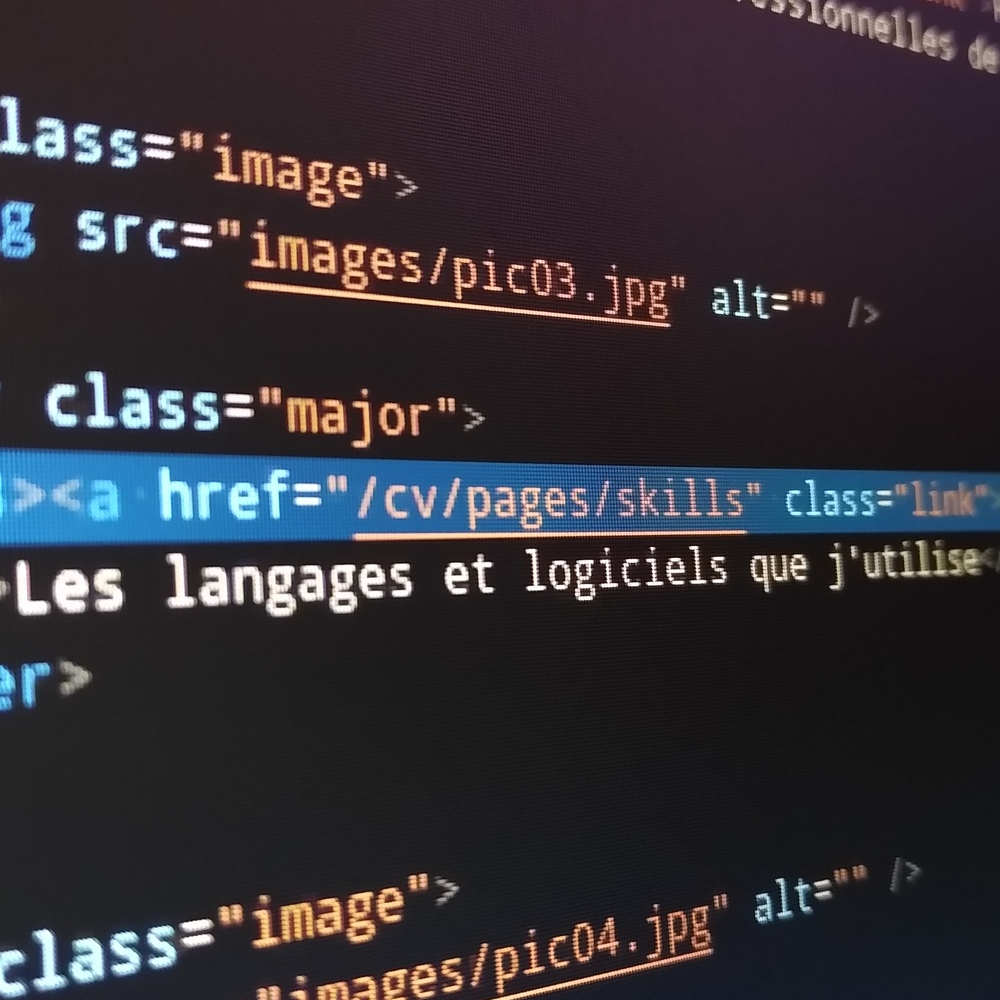 ssionnelles de
lass="image">
g src="images/pic03.jpg" alt="" />
class="major">
><a href="/cv/pages/skills" class="link">
Les langages et logiciels que j'utilise<
er>
class="image">
"images/pic04.jpg" alt="" />